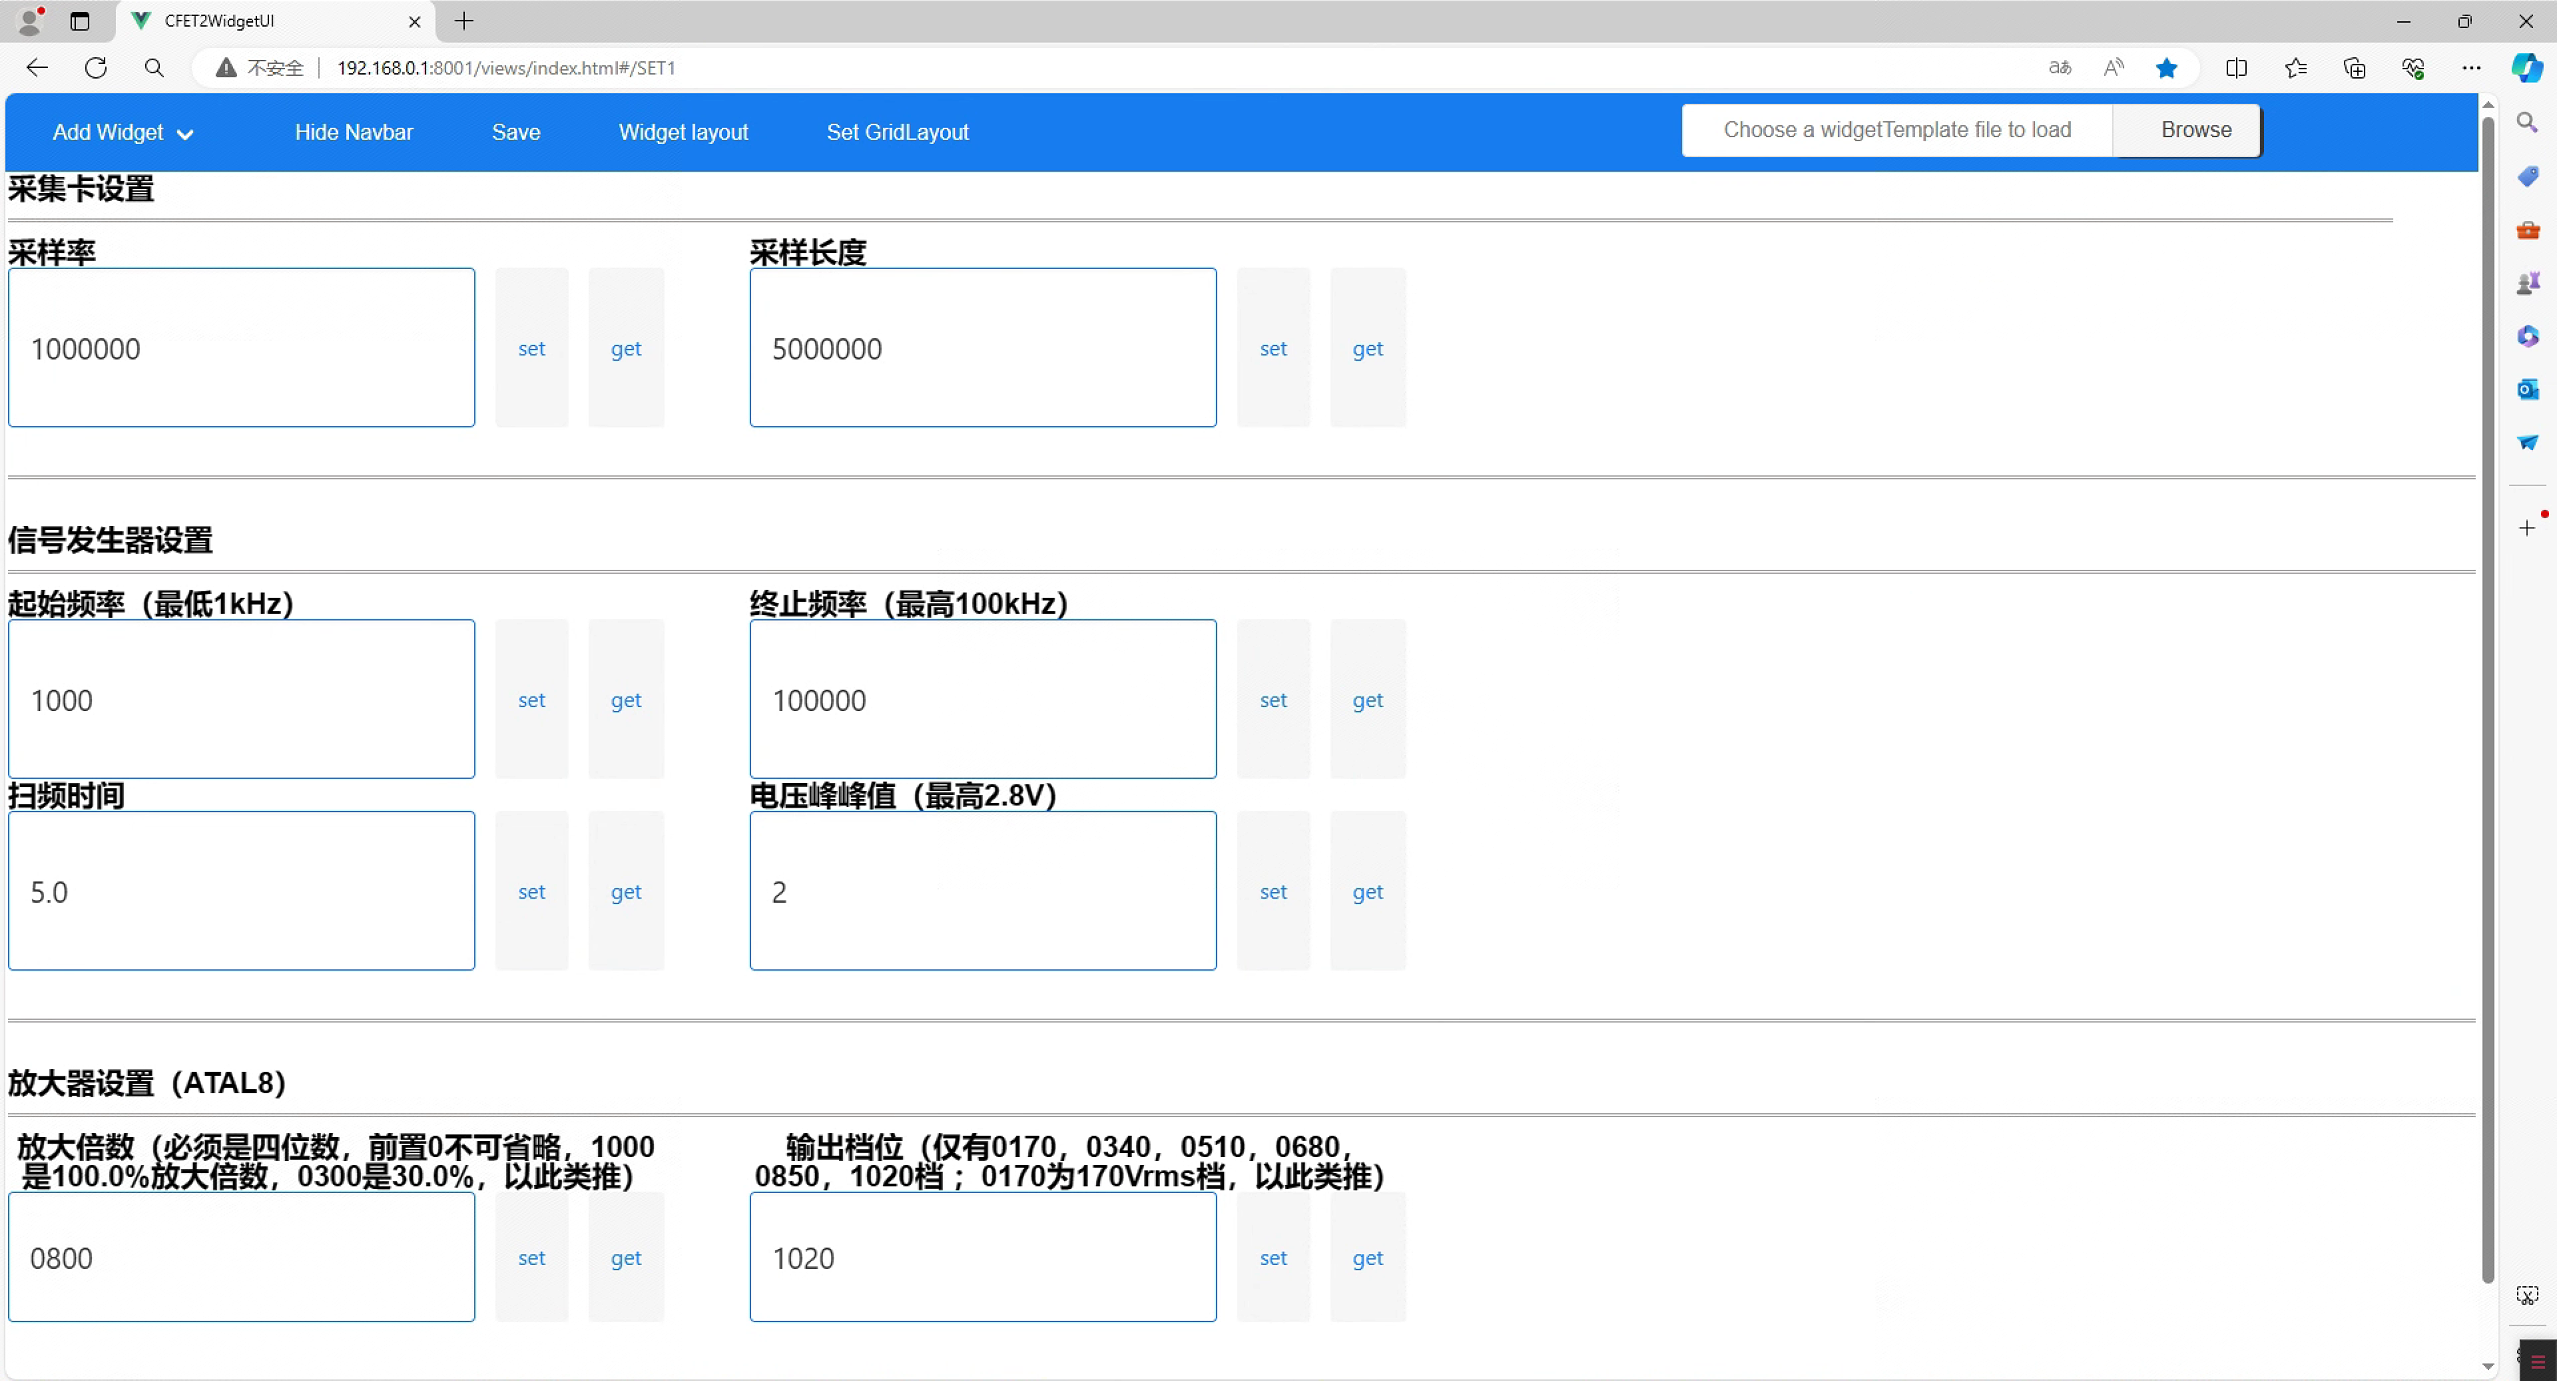 CFET2WidgetUI
不安全
192.168.0.1:8001/views/index.html#/SET1
Add Widget
Hide Navbar
Save
Widget layout
Set GridLayout
Choose a widgetTemplate file to load
Browse
采集卡设置
采样率
采样长度
1000000
set
get
5000000
set
get
信号发生器设置
起始频率（最低1kHz）
终止频率（最高100kHz）
1000
set
get
100000
set
get
扫频时间
电压峰峰值（最高2.8V）
5.0
set
get
2
set
get
放大器设置（ATAL8）
放大倍数（必须是四位数，前置0不可省略，1000
是100.0%放大倍数，0300是30.0%，以此类推）
输出档位（仅有0170，0340，0510，0680，
0850，1020档；0170为170Vrms档，以此类推）
0800
set
get
1020
set
get